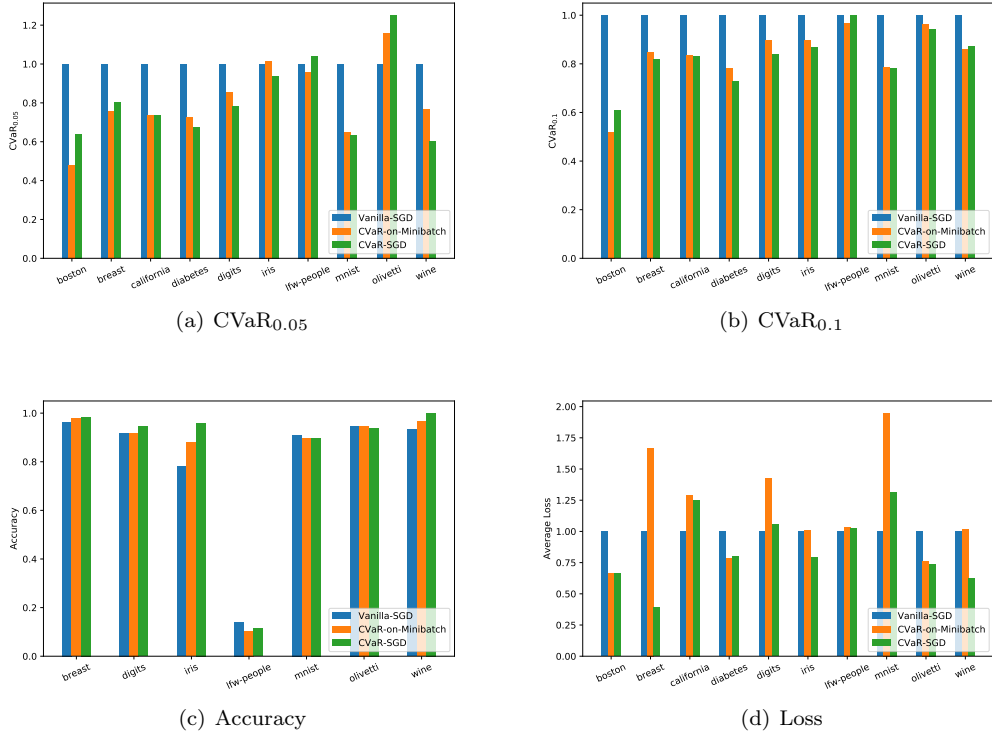 1.2
1.0
0.8
0.6
0.4
0.2
0.0
CVaR0.05
boston breast california diabetes digits iris lfw-people mnist olivetti wine
Vanilla-SGD
CVaR-on-Minibatch
CVaR-SGD
(a) CVaR0.05
1.0
0.8
0.6
0.4
0.2
0.0
CVaR0.1
boston breast california diabetes digits iris lfw-people mnist olivetti wine
Vanilla-SGD
CVaR-on-Minibatch
CVaR-SGD
(b) CVaR0.1
1.0
0.8
0.6
0.4
0.2
0.0
Accuracy
breast digits iris lfw-people mnist olivetti wine
Vanilla-SGD
CVaR-on-Minibatch
CVaR-SGD
(c) Accuracy
2.00
1.75
1.50
1.25
1.00
0.75
0.50
0.25
0.00
Average Loss
boston breast california diabetes digits iris lfw-people mnist olivetti wine
Vanilla-SGD
CVaR-on-Minibatch
CVaR-SGD
(d) Loss